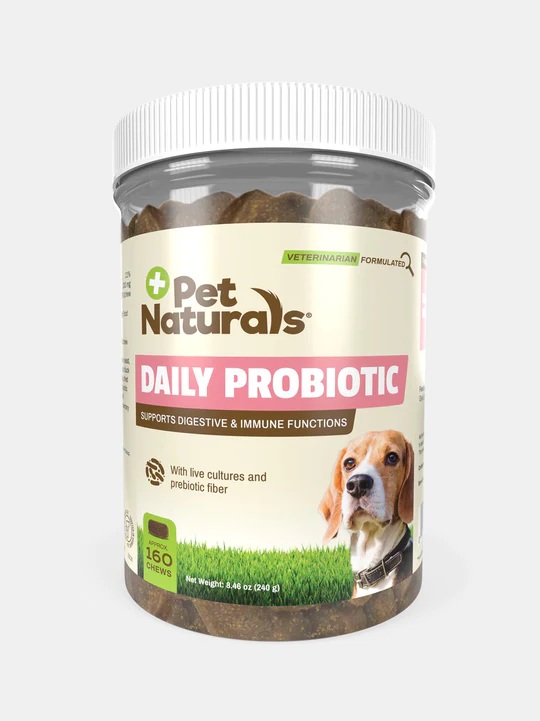 VETERINARIAN FORMULATED
Pet
Naturals®
DAILY PROBIOTIC
SUPPORTS DIGESTIVE & IMMUNE FUNCTIONS
With live cultures and
prebiotic fiber
APPROX
160
CHEWS
Net Weight: 8.46 oz (240 g)